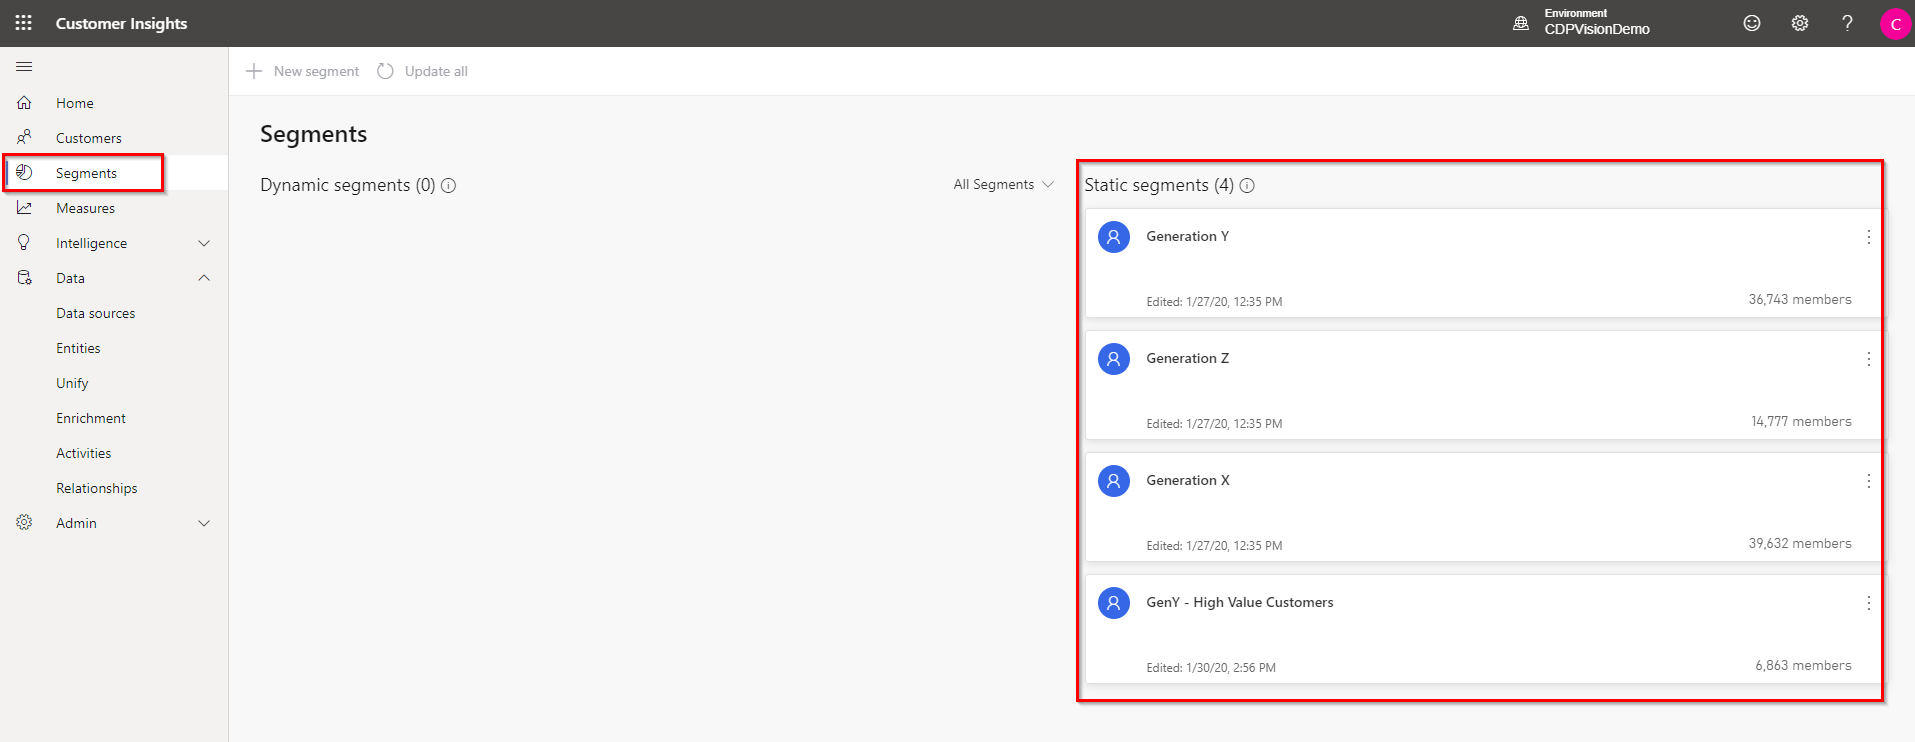 Customer Insights
Environment
CDPVisionDemo
?
C
New segment
Update all
Home
Customers
Segments
Measures
Intelligence
Data
Data sources
Entities
Unify
Enrichment
Activities
Relationships
Admin
Segments
Dynamic segments (0)
All Segments
Static segments (4)
Generation Y
Edited: 1/27/20, 12:35 PM
36,743 members
Generation Z
Edited: 1/27/20, 12:35 PM
14,777 members
Generation X
Edited: 1/27/20, 12:35 PM
39,632 members
GenY - High Value Customers
Edited: 1/30/20, 2:56 PM
6,863 members